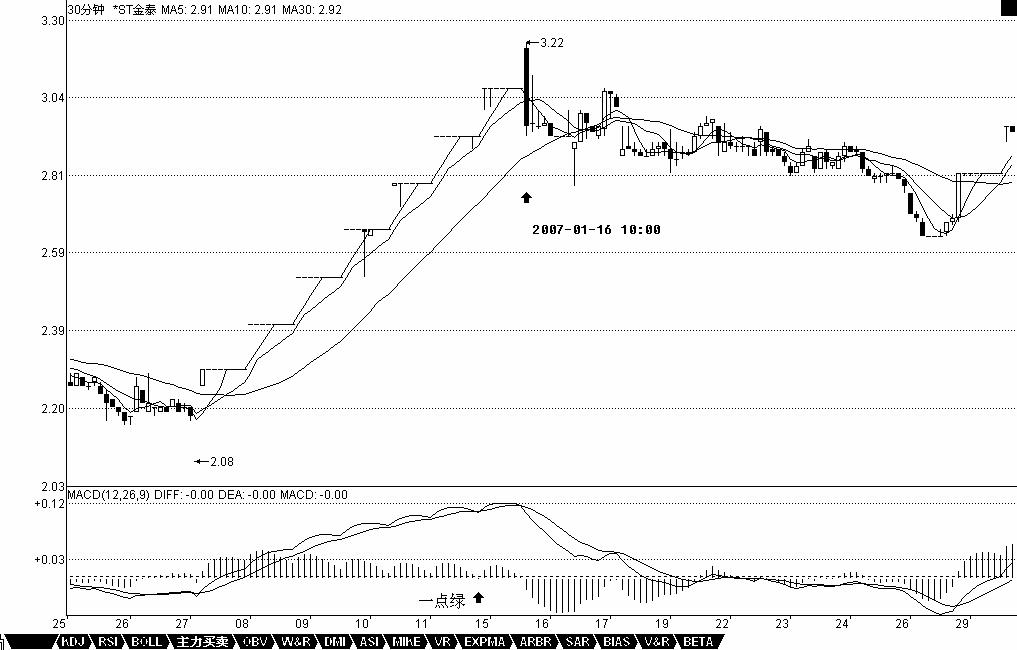 30分钟 *ST金泰 MA5: 2.91 MA10: 2.91 MA30: 2.92
3.30
3.22
3.04
2.81
2007-01-16 10:00
2.59
2.39
2.20
2.08
2.03
MACD(12,26,9) DIFF: -0.00 DEA: -0.00 MACD: -0.00
+0.12
+0.03
一点绿
25 26 27 08 09 10 11 12 15 16 17 18 19 22 23 24 25 26 29
KDJ RSI BOLL 主力买卖 OBV W&R DMI ASI MIKE VR EXPMA ARBR SAR BIAS V&R BETA